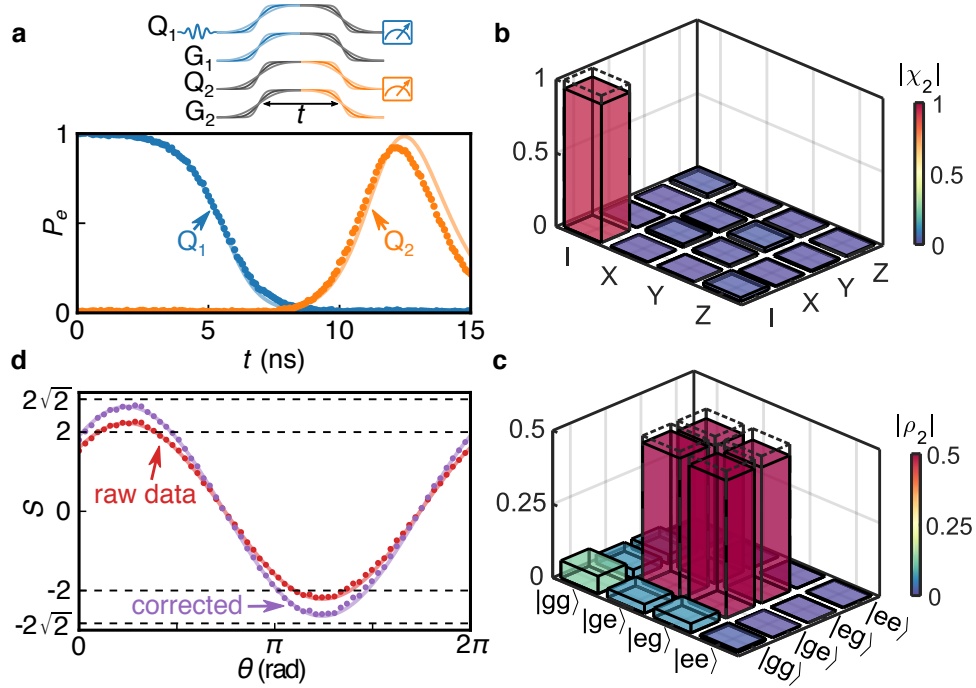 a
Q1
G1
Q2
G2
t
1
Pe
0
Q1
Q2
0
5
10
15
t (ns)
b
1
0.5
0
I
X
Y
Z
I
X
Y
Z
|χ2|
1
0.5
0
d
2√2
2
S
0
-2
-2√2
raw data
corrected
0
π
2π
θ (rad)
c
0.5
0.25
0
|gg⟩
|ge⟩
|eg⟩
|ee⟩
|gg⟩
|ge⟩
|eg⟩
|ee⟩
|ρ2|
0.5
0.25
0